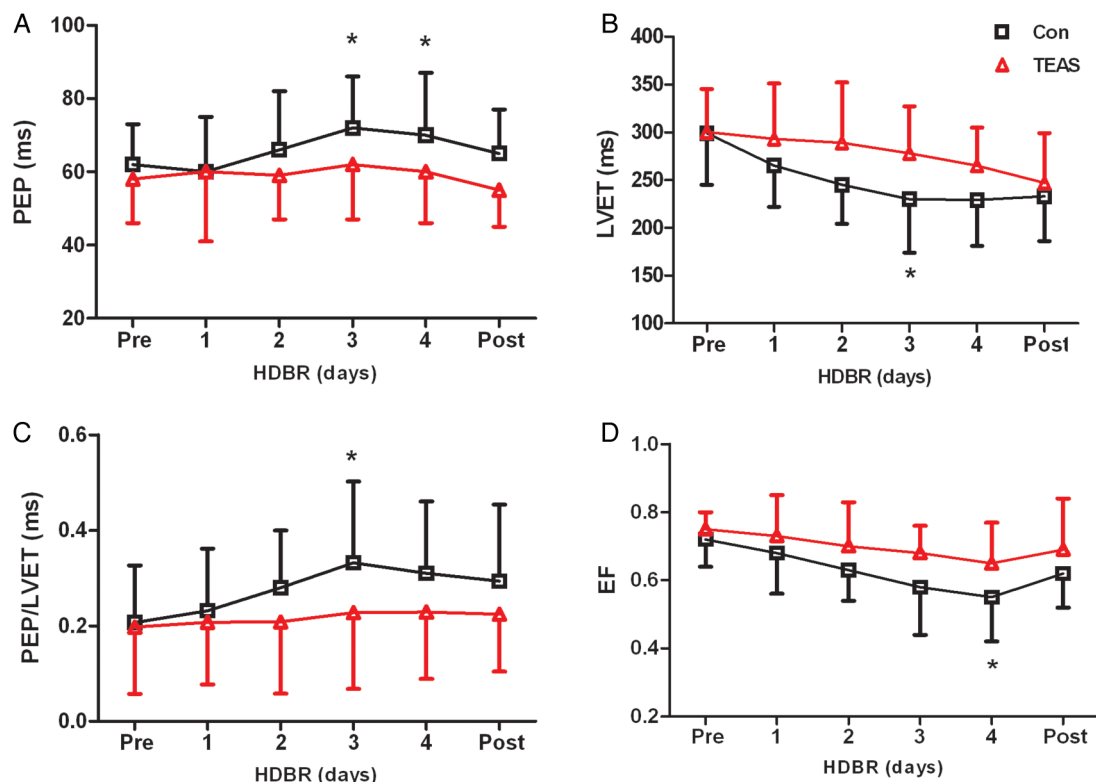 A
PEP (ms)
100
80
60
40
20
* *
Pre 1 2 3 4 Post
HDBR (days)
B
LVET (ms)
400
350
300
250
200
150
100
Con
TEAS
*
Pre 1 2 3 4 Post
HDBR (days)
C
PEP/LVET (ms)
0.6
0.4
0.2
0.0
*
Pre 1 2 3 4 Post
HDBR (days)
D
EF
1.0
0.8
0.6
0.4
0.2
*
Pre 1 2 3 4 Post
HDBR (days)